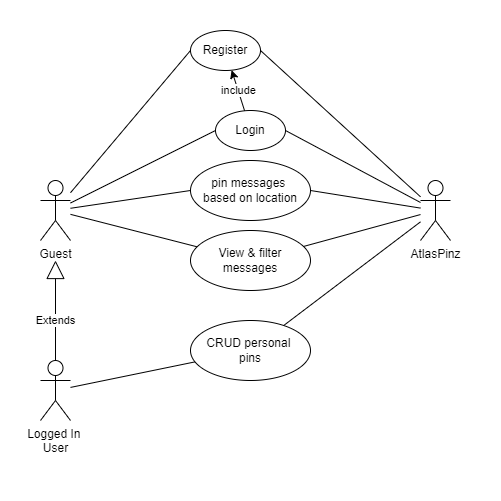 Register
include
Login
pin messages
based on location
View & filter
messages
Guest
AtlasPinz
Extends
CRUD personal
pins
Logged In
User